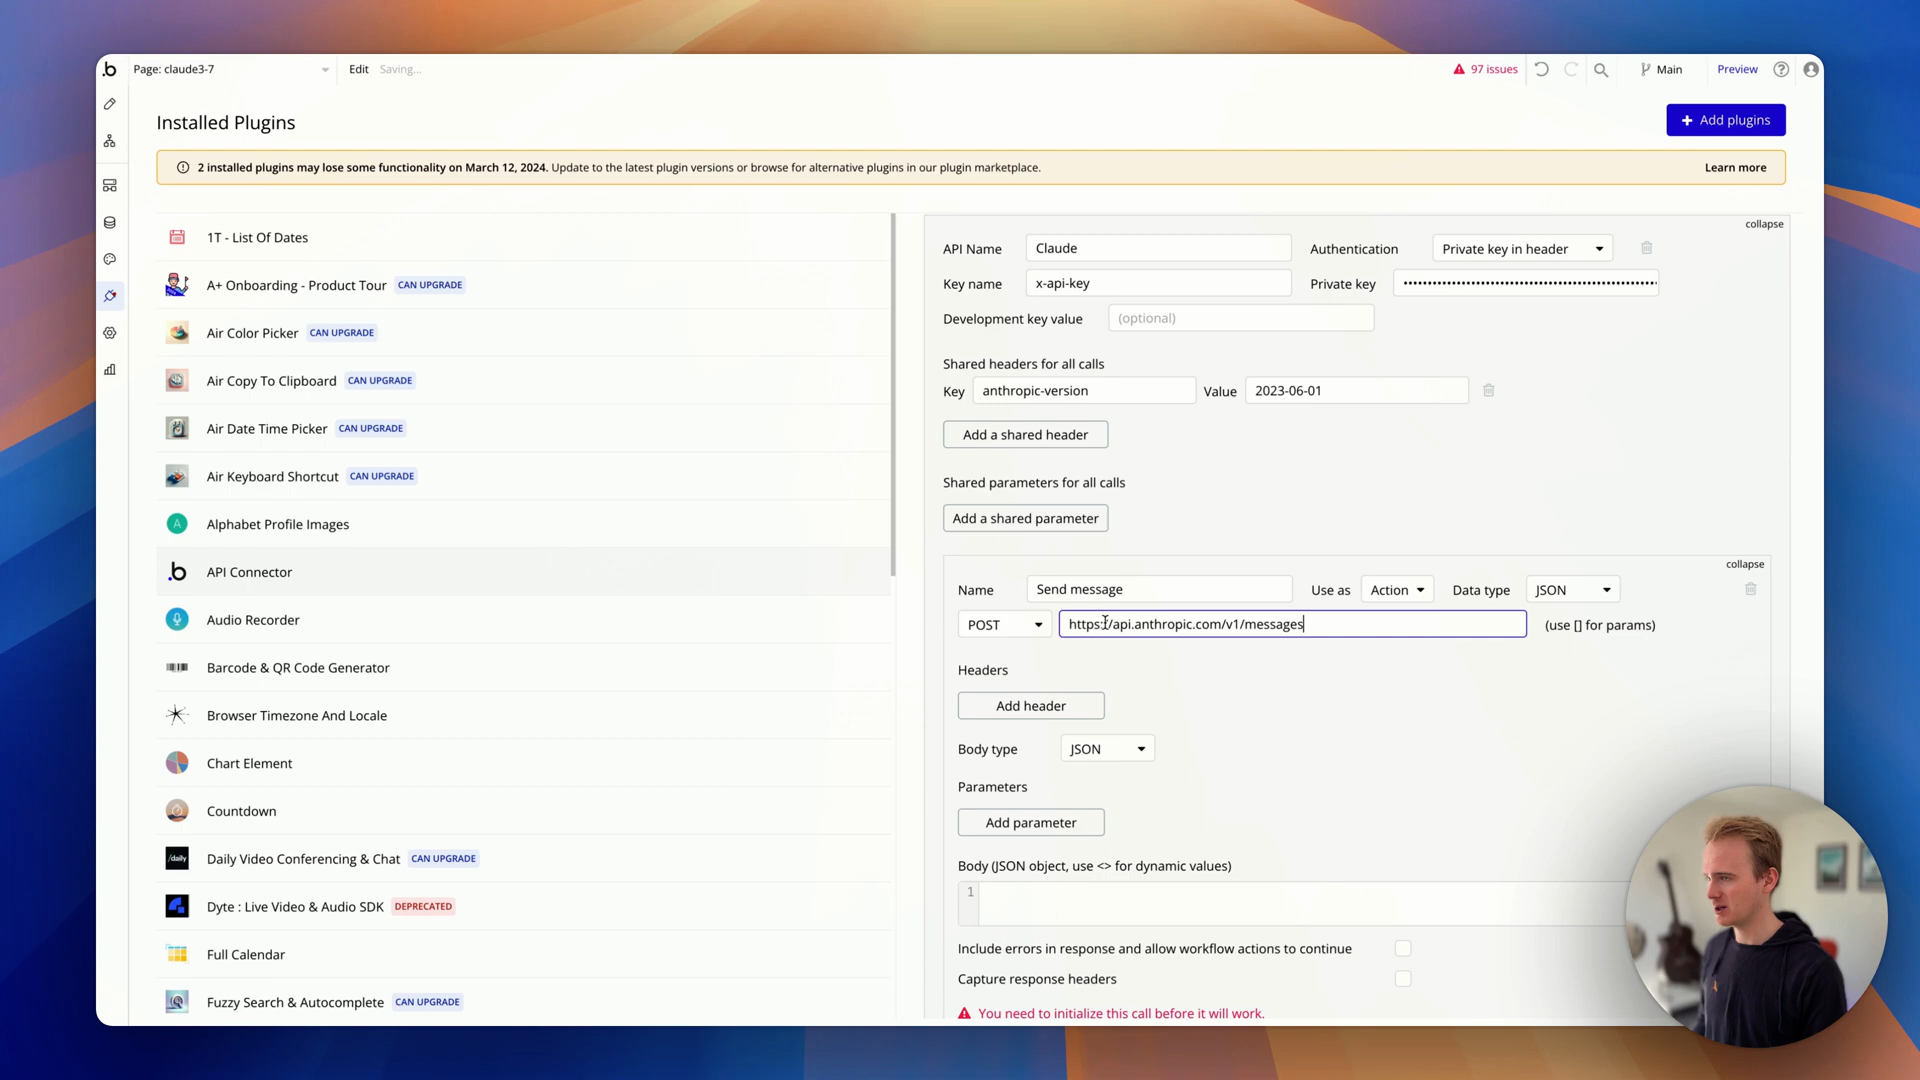 Page: claude3-7
Edit
Saving...
97 issues
Main
Preview
Installed Plugins
Add plugins
2 installed plugins may lose some functionality on March 12, 2024. Update to the latest plugin versions or browse for alternative plugins in our plugin marketplace.
Learn more
1T - List Of Dates
A+ Onboarding - Product Tour CAN UPGRADE
Air Color Picker CAN UPGRADE
Air Copy To Clipboard CAN UPGRADE
Air Date Time Picker CAN UPGRADE
Air Keyboard Shortcut CAN UPGRADE
A Alphabet Profile Images
API Connector
Audio Recorder
Barcode & QR Code Generator
Browser Timezone And Locale
Chart Element
Countdown
/daily Daily Video Conferencing & Chat CAN UPGRADE
Dyte : Live Video & Audio SDK DEPRECATED
Full Calendar
Fuzzy Search & Autocomplete CAN UPGRADE
collapse
API Name Claude Authentication Private key in header
Key name x-api-key Private key
Development key value (optional)
Shared headers for all calls
Key anthropic-version Value 2023-06-01
Add a shared header
Shared parameters for all calls
Add a shared parameter
collapse
Name Send message Use as Action Data type JSON
POST https://api.anthropic.com/v1/messages (use [] for params)
Headers
Add header
Body type JSON
Parameters
Add parameter
Body (JSON object, use <> for dynamic values)
1
Include errors in response and allow workflow actions to continue
Capture response headers
You need to initialize this call before it will work.